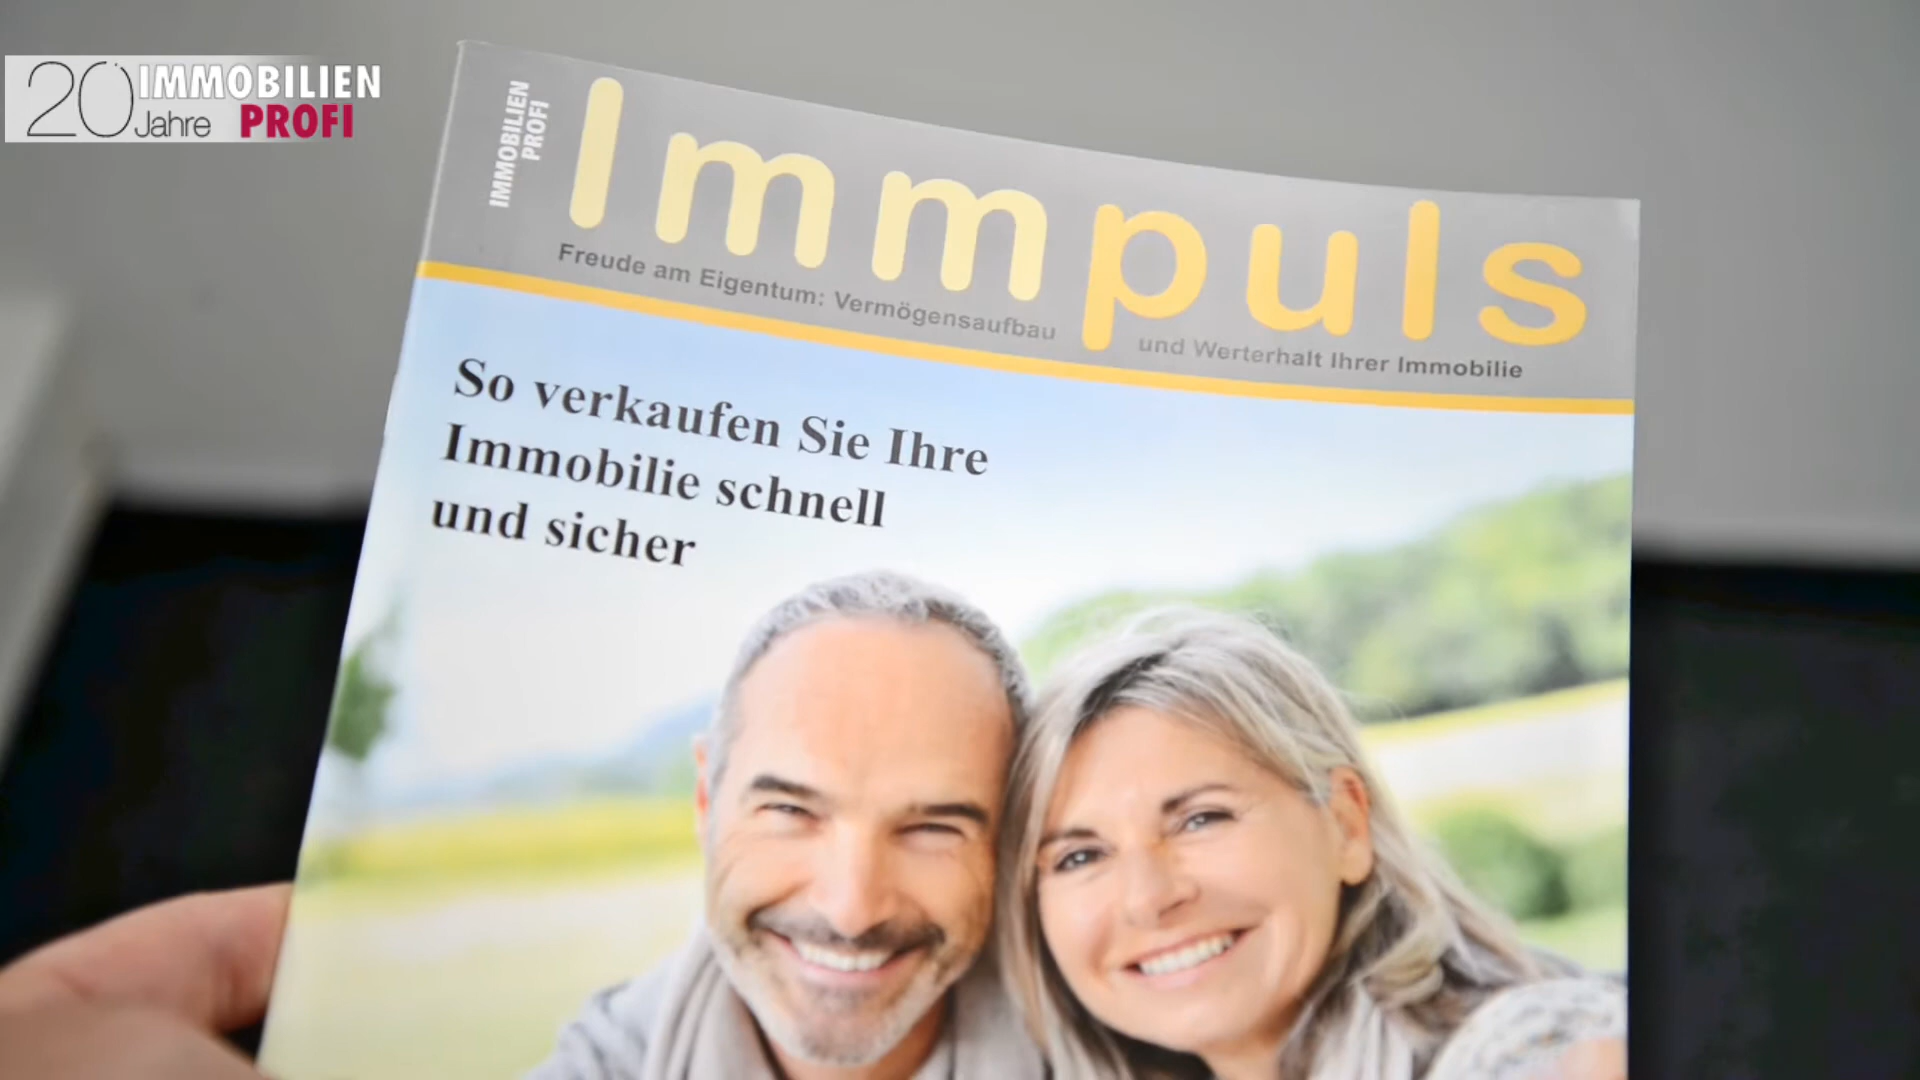 20 Jahre
IMMOBILIEN
PROFI
IMMOBILIEN
PROFI
Immpuls
Freude am Eigentum: Vermögensaufbau und Werterhalt Ihrer Immobilie
So verkaufen Sie Ihre
Immobilie schnell
und sicher